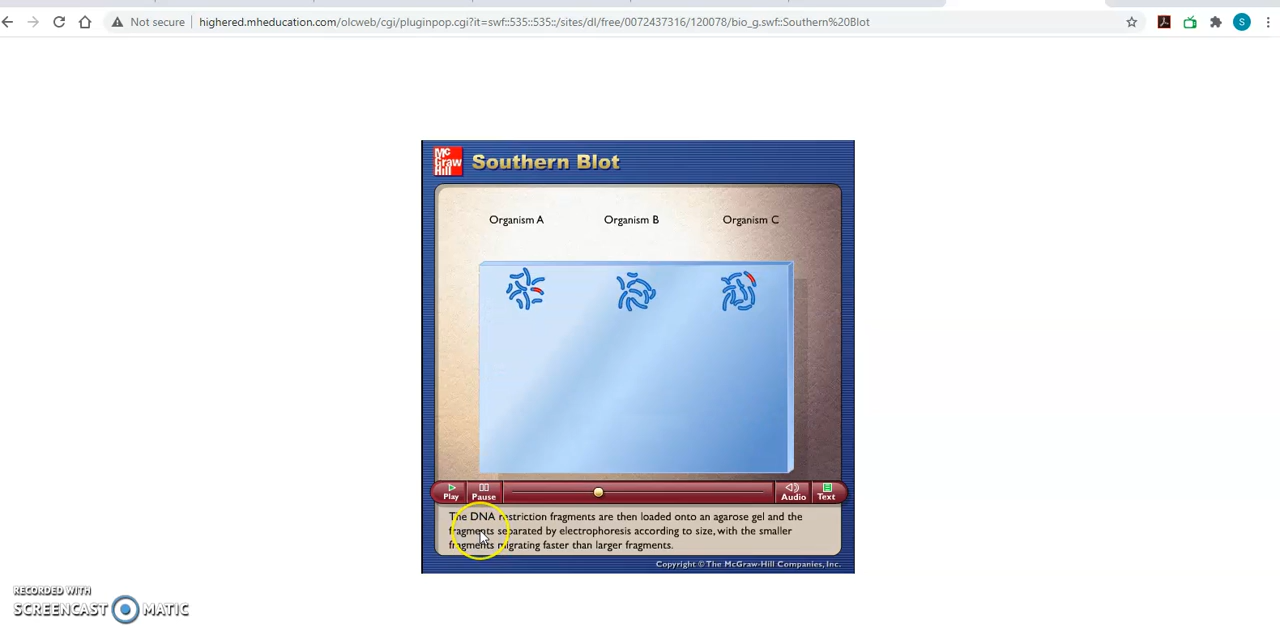 Not secure
highered.mheducation.com/olcweb/cgi/pluginpop.cgi?it=swf::535::535::/sites/dl/free/0072437316/120078/bio_g.swf::Southern%20Blot
S
Mc
Graw
Hill
Southern Blot
Organism A Organism B Organism C
Play Pause Audio Text
The DNA restriction fragments are then loaded onto an agarose gel and the
fragments separated by electrophoresis according to size, with the smaller
fragments migrating faster than larger fragments.
Copyright © The McGraw-Hill Companies, Inc.
RECORDED WITH
SCREENCAST MATIC